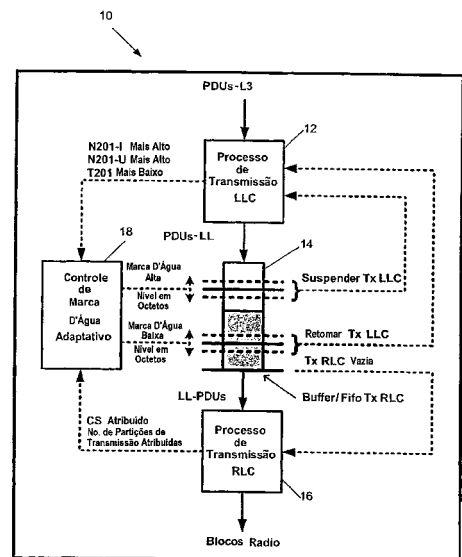 10
PDUs-L3
12
N201-I Mais Alto
N201-U Mais Alto
T201 Mais Baixo
Processo
de
Transmissão
LLC
PDUs-LL
14
18
Controle
de
Marca
D'Água
Adaptativo
Marca D'Água
Alta
Nível em
Octetos
Marca D'Água
Baixa
Nível em
Octetos
Suspender Tx LLC
Retomar Tx LLC
Tx RLC Vazia
Buffer/Fifo Tx RLC
LL-PDUs
CS Atribuído
No. de Partições de
Transmissão Atribuídas
Processo
de
Transmissão
RLC
16
Blocos Radio